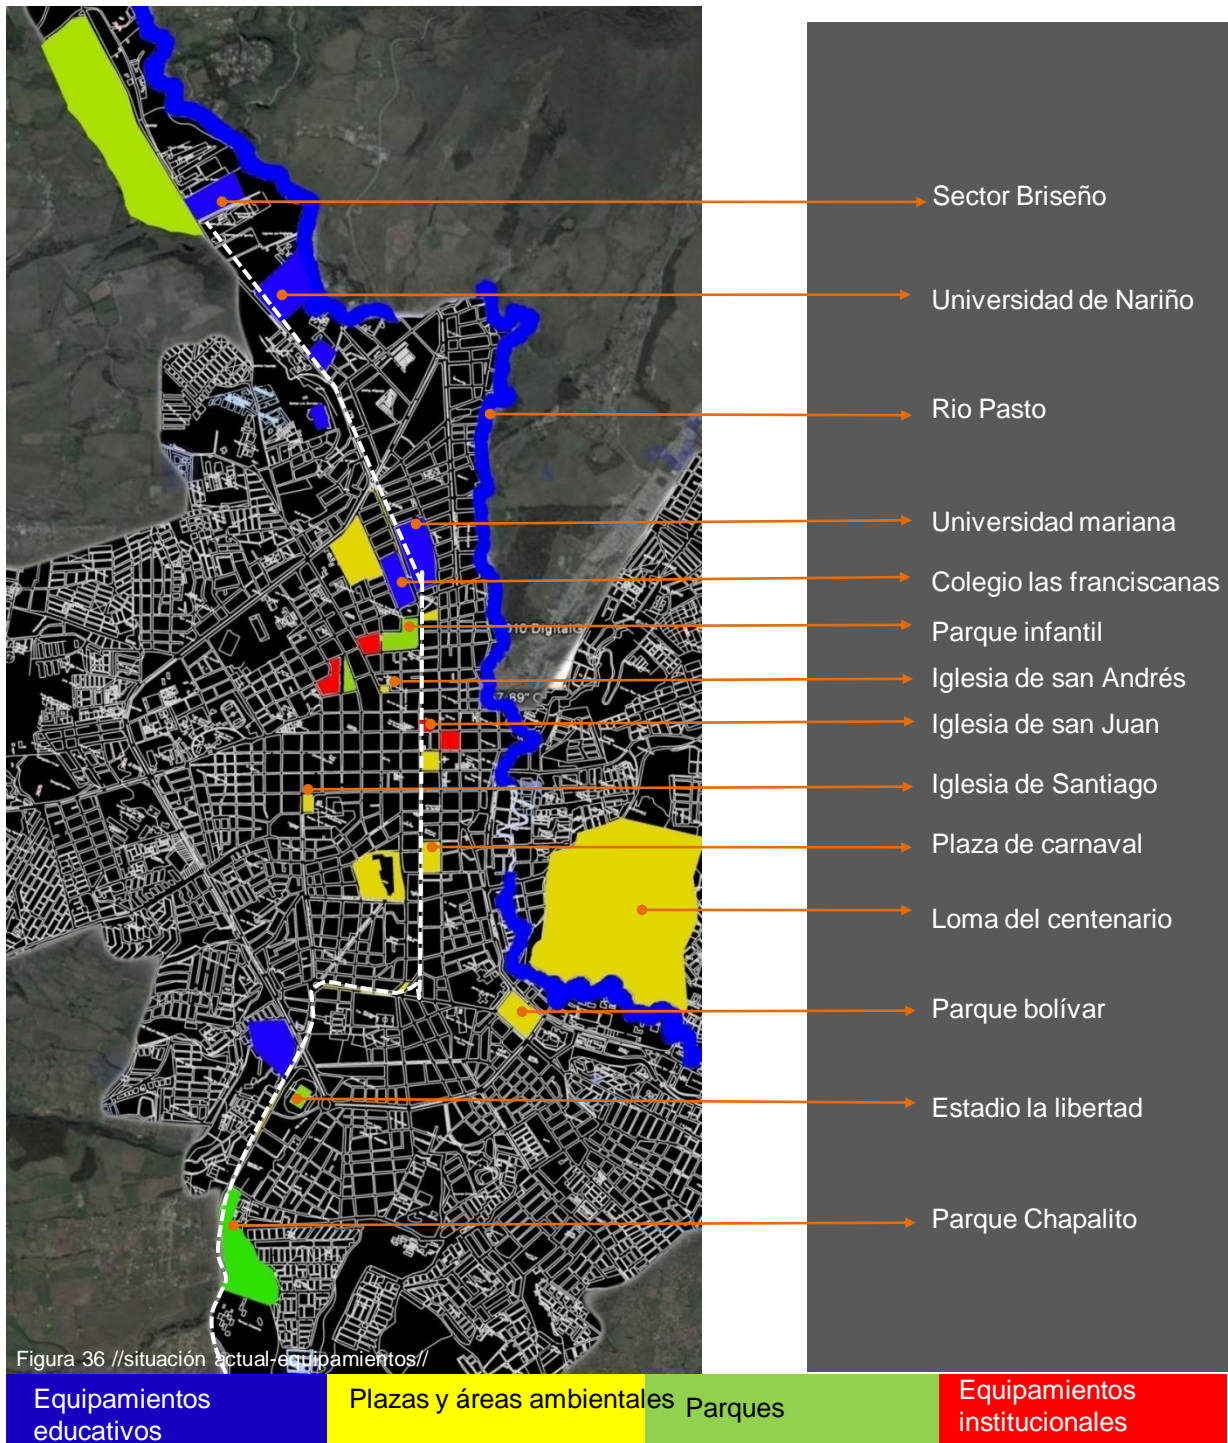 Sector Briseño
Universidad de Nariño
Rio Pasto
Universidad mariana
Colegio las franciscanas
Parque infantil
Iglesia de san Andrés
Iglesia de san Juan
Iglesia de Santiago
Plaza de carnaval
Loma del centenario
Parque bolívar
Estadio la libertad
Parque Chapalito
Figura 36 //situación actual-equipamientos//
Equipamientos
educativos
Plazas y áreas ambientales
Parques
Equipamientos
institucionales